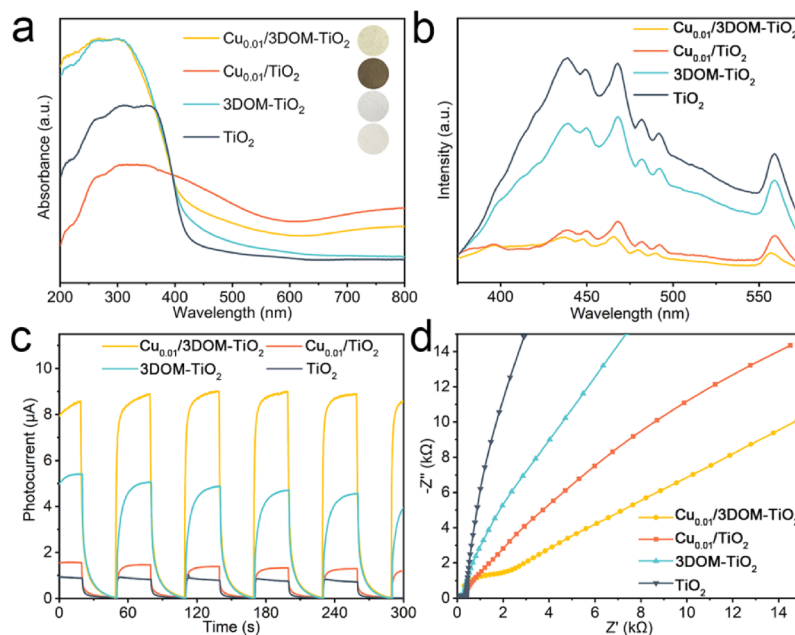 a
Cu0.01/3DOM-TiO2
Cu0.01/TiO2
3DOM-TiO2
TiO2
Absorbance (a.u.)
200 300 400 500 600 700 800
Wavelength (nm)
b
Cu0.01/3DOM-TiO2
Cu0.01/TiO2
3DOM-TiO2
TiO2
Intensity (a.u.)
400 450 500 550
Wavelength (nm)
c
Cu0.01/3DOM-TiO2 Cu0.01/TiO2
3DOM-TiO2 TiO2
Photocurrent (μA)
10
8
6
4
2
0
0 60 120 180 240 300
Time (s)
d
-Z'' (kΩ)
14
12
10
8
6
4
2
0
Cu0.01/3DOM-TiO2
Cu0.01/TiO2
3DOM-TiO2
TiO2
0 2 4 6 8 10 12 14
Z' (kΩ)